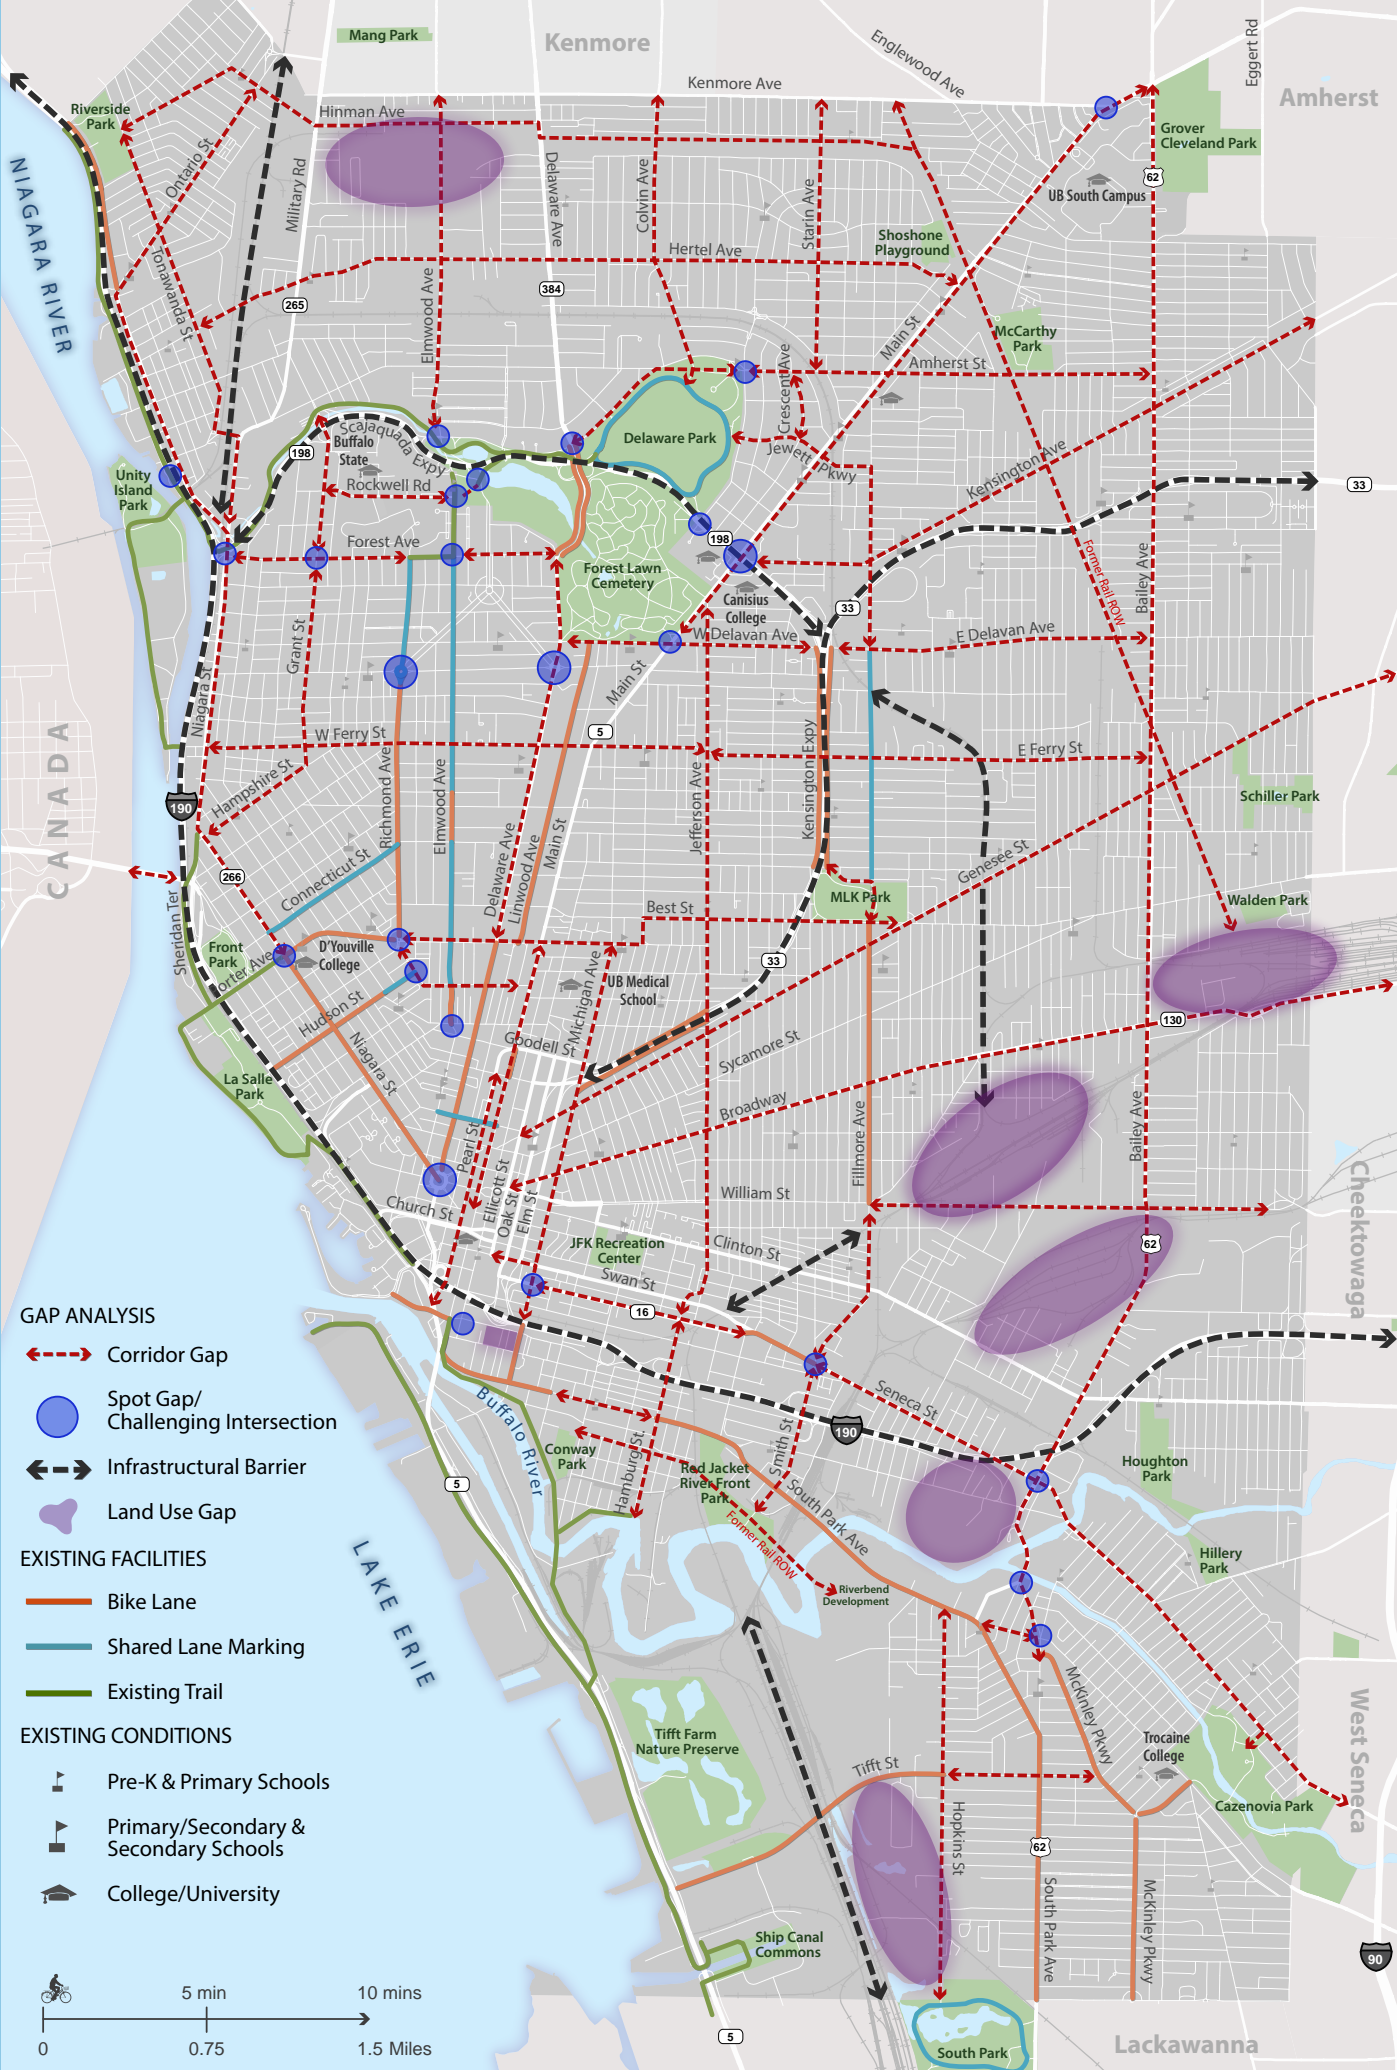 Mang Park
Kenmore
Englewood Ave
Eggert Rd
Kenmore Ave
Amherst
Riverside
Park
Hinman Ave
Grover
Cleveland Park
Ontario St
Military Rd
Delaware Ave
Colvin Ave
Starin Ave
62
UB South Campus
NIAGARA RIVER
Tonawanda St
Hertel Ave
Shoshone
Playground
265
384
Elmwood Ave
Main St
McCarthy
Park
Crescent Ave
Amherst St
Scajaquada Expy
Buffalo
State
198
Delaware Park
Jewett Pkwy
Kensington Ave
Unity
Island
Park
Rockwell Rd
33
Forest Ave
198
Former Rail ROW
Bailey Ave
Forest Lawn
Cemetery
Canisius
College
33
Grant St
W Delavan Ave
E Delavan Ave
Niagara St
Main St
5
W Ferry St
E Ferry St
CANADA
Hampshire St
Richmond Ave
Elmwood Ave
Jefferson Ave
Kensington Expy
190
Schiller Park
Delaware Ave
Linwood Ave
Main St
266
Connecticut St
Genesee St
MLK Park
Walden Park
Best St
Sheridan Ter
Front
Park
Porter Ave
D'Youville
College
33
Michigan Ave
UB Medical
School
Hudson St
130
Goodell St
Niagara St
Sycamore St
La Salle
Park
Broadway
Fillmore Ave
Bailey Ave
Pearl St
Ellicott St
Oak St
Elm St
William St
Church St
Cheektowaga
JFK Recreation
Center
Clinton St
62
Swan St
16
GAP ANALYSIS
Corridor Gap
Spot Gap/
Challenging Intersection
Infrastructural Barrier
Land Use Gap
EXISTING FACILITIES
Bike Lane
Shared Lane Marking
Existing Trail
EXISTING CONDITIONS
Pre-K & Primary Schools
Primary/Secondary &
Secondary Schools
College/University
5 min
10 mins
0
0.75
1.5 Miles
Buffalo River
Seneca St
190
Conway
Park
Hamburg St.
Smith St
Red Jacket
River Front
Park
Houghton
Park
5
South Park Ave
Former Rail ROW
Hillery
Park
Riverbend
Development
LAKE ERIE
McKinley Pkwy
West Seneca
Tifft Farm
Nature Preserve
Trocaine
College
Tifft St
Hopkins St
Cazenovia Park
62
South Park Ave
McKinley Pkwy
Ship Canal
Commons
90
5
Lackawanna
South Park